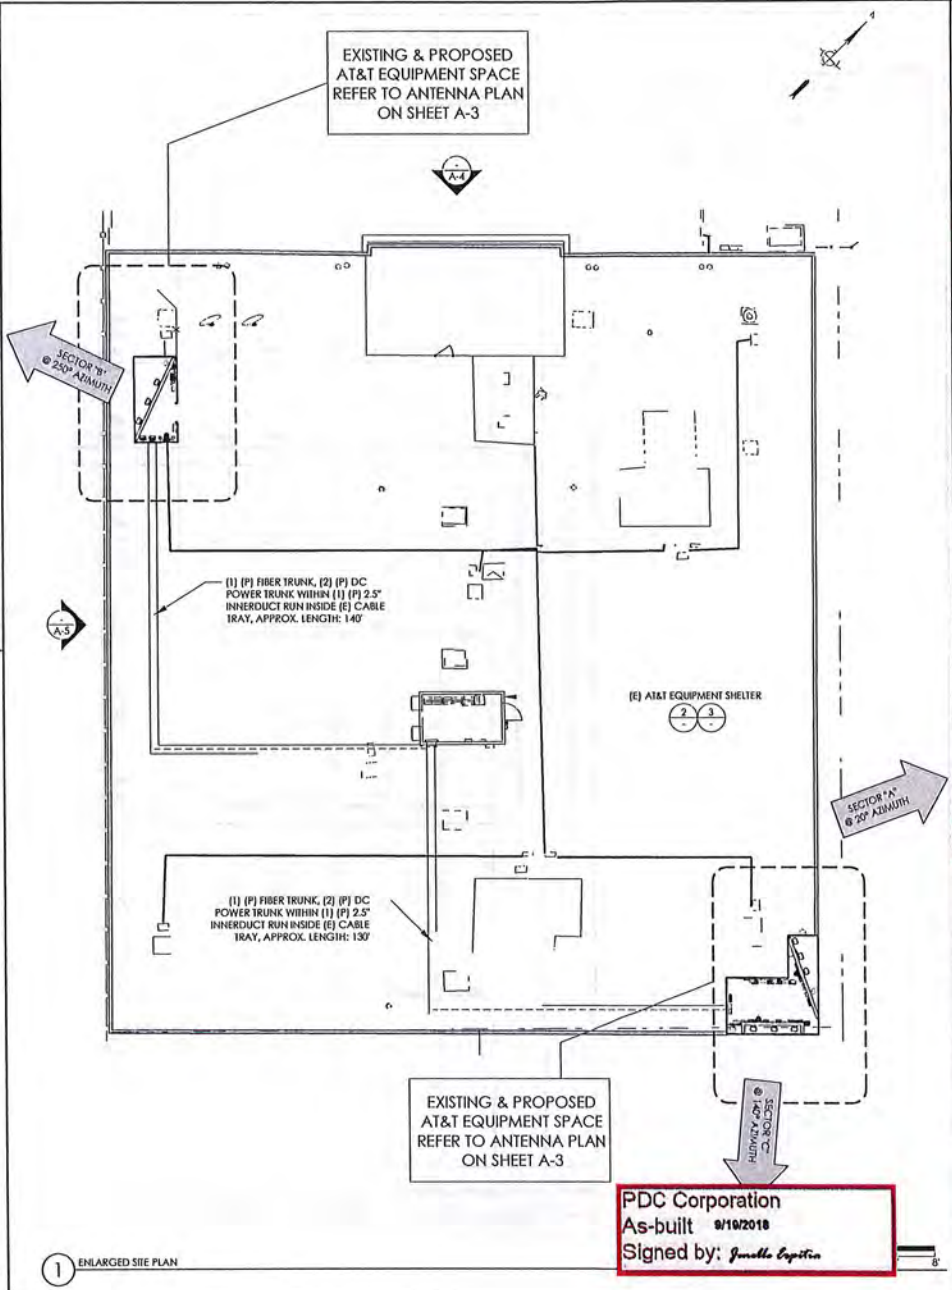 EXISTING & PROPOSED
AT&T EQUIPMENT SPACE
REFER TO ANTENNA PLAN
ON SHEET A-3
-
A-4
SECTOR "B"
@ 250° AZIMUTH
(1) (P) FIBER TRUNK, (2) (P) DC
POWER TRUNK WITHIN (1) (P) 2.5"
INNERDUCT RUN INSIDE (E) CABLE
TRAY, APPROX. LENGTH: 140'
-
A-5
(E) AT&T EQUIPMENT SHELTER
2 3
- -
SECTOR "A"
@ 20° AZIMUTH
(1) (P) FIBER TRUNK, (2) (P) DC
POWER TRUNK WITHIN (1) (P) 2.5"
INNERDUCT RUN INSIDE (E) CABLE
TRAY, APPROX. LENGTH: 130'
SECTOR "C"
@ 140° AZIMUTH
EXISTING & PROPOSED
AT&T EQUIPMENT SPACE
REFER TO ANTENNA PLAN
ON SHEET A-3
PDC Corporation
As-built 9/19/2018
Signed by: Janelle Espitia
1 ENLARGED SITE PLAN
8'